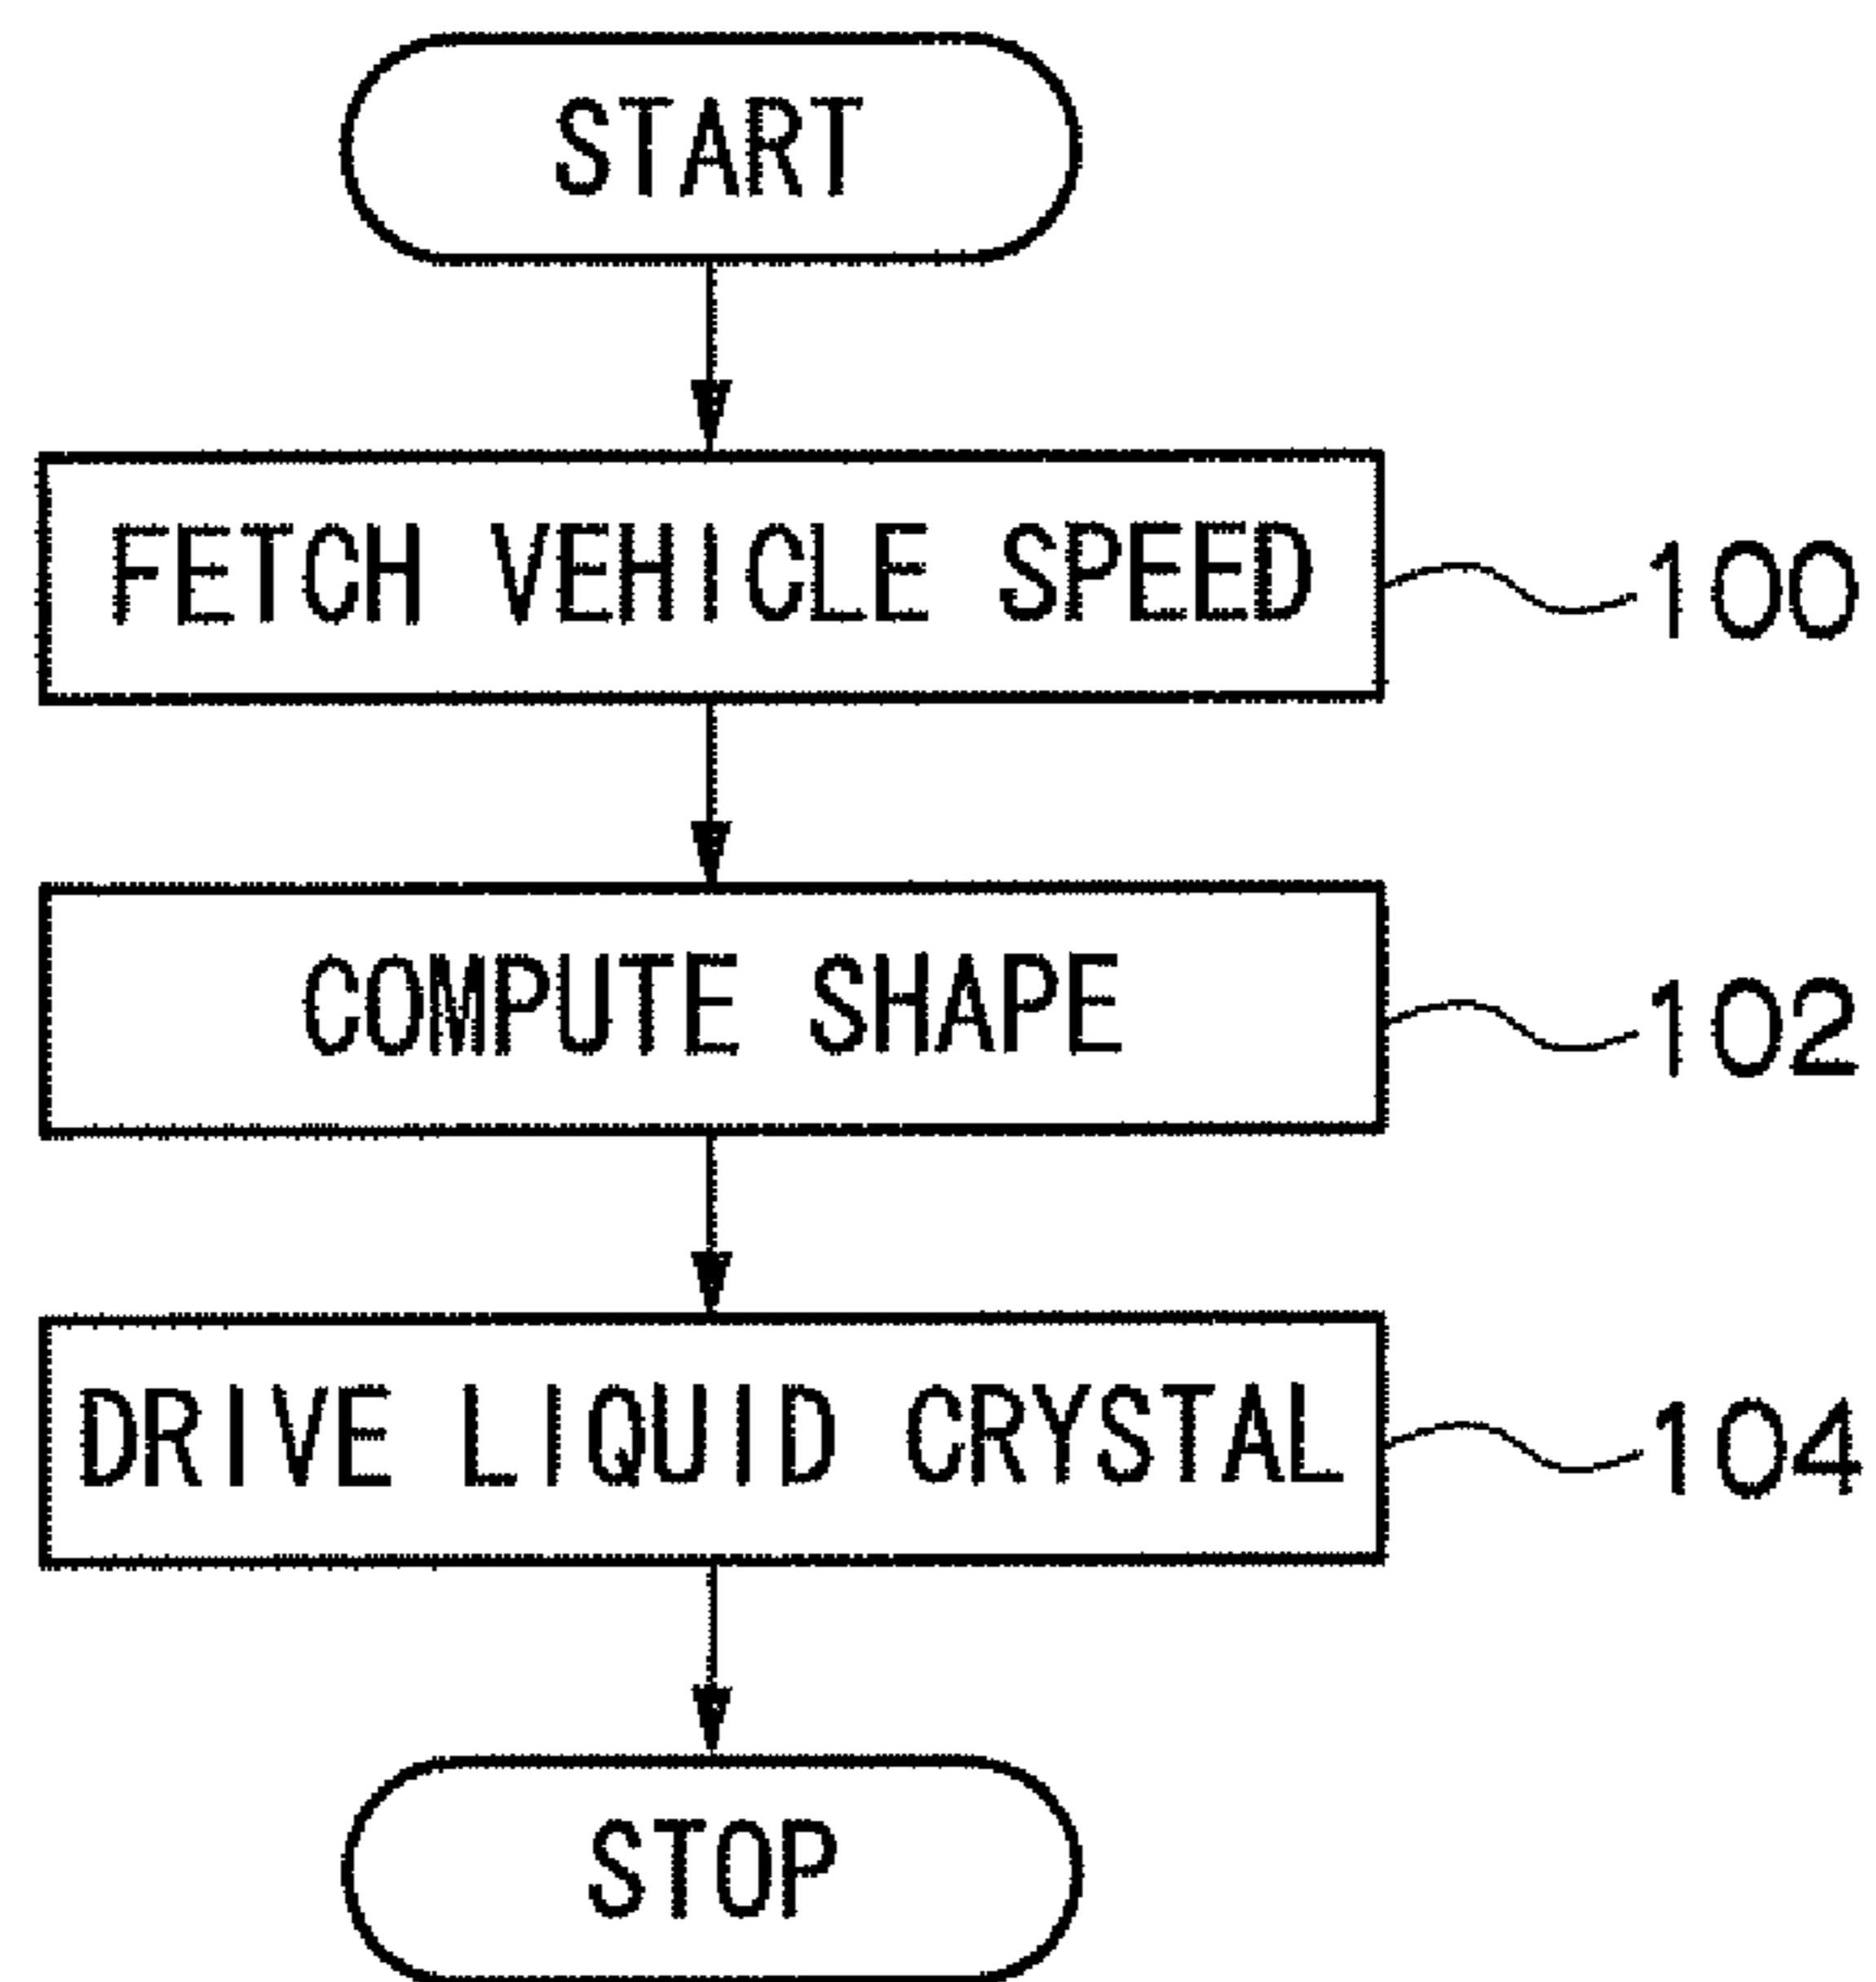 START
FETCH VEHICLE SPEED
100
COMPUTE SHAPE
102
DRIVE LIQUID CRYSTAL
104
STOP